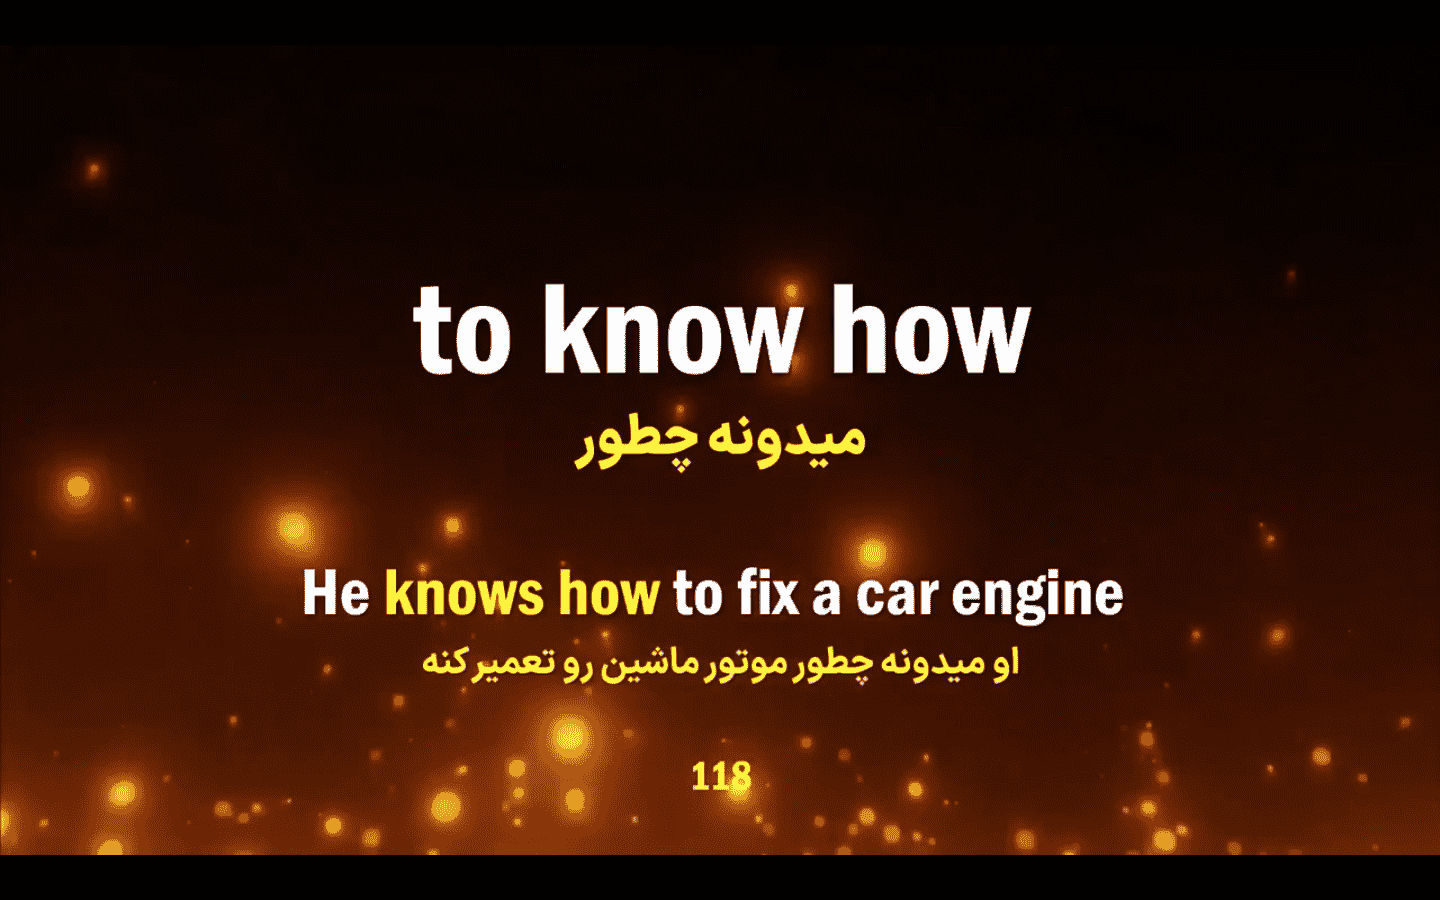 to know how
میدونه چطور
He knows how to fix a car engine
او میدونه چطور موتور ماشین رو تعمیر کنه
118